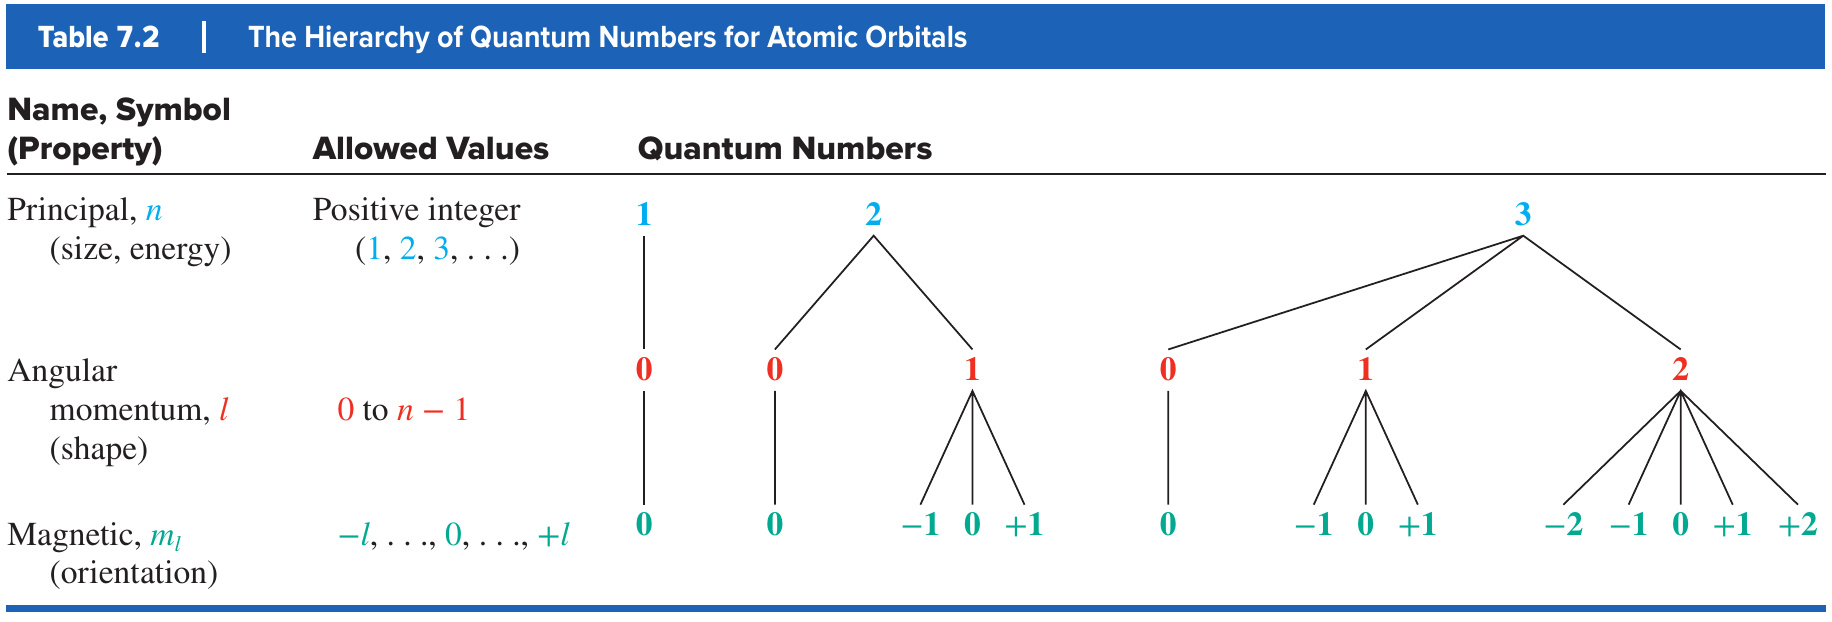 Table 7.2 | The Hierarchy of Quantum Numbers for Atomic Orbitals
Name, Symbol
(Property) Allowed Values Quantum Numbers
Principal, n Positive integer 1 2 3
(size, energy) (1, 2, 3, . . .)
Angular 0 0 1 0 1 2
momentum, l 0 to n − 1
(shape)
Magnetic, mₗ −l, . . ., 0, . . ., +l 0 0 −1 0 +1 0 −1 0 +1 −2 −1 0 +1 +2
(orientation)